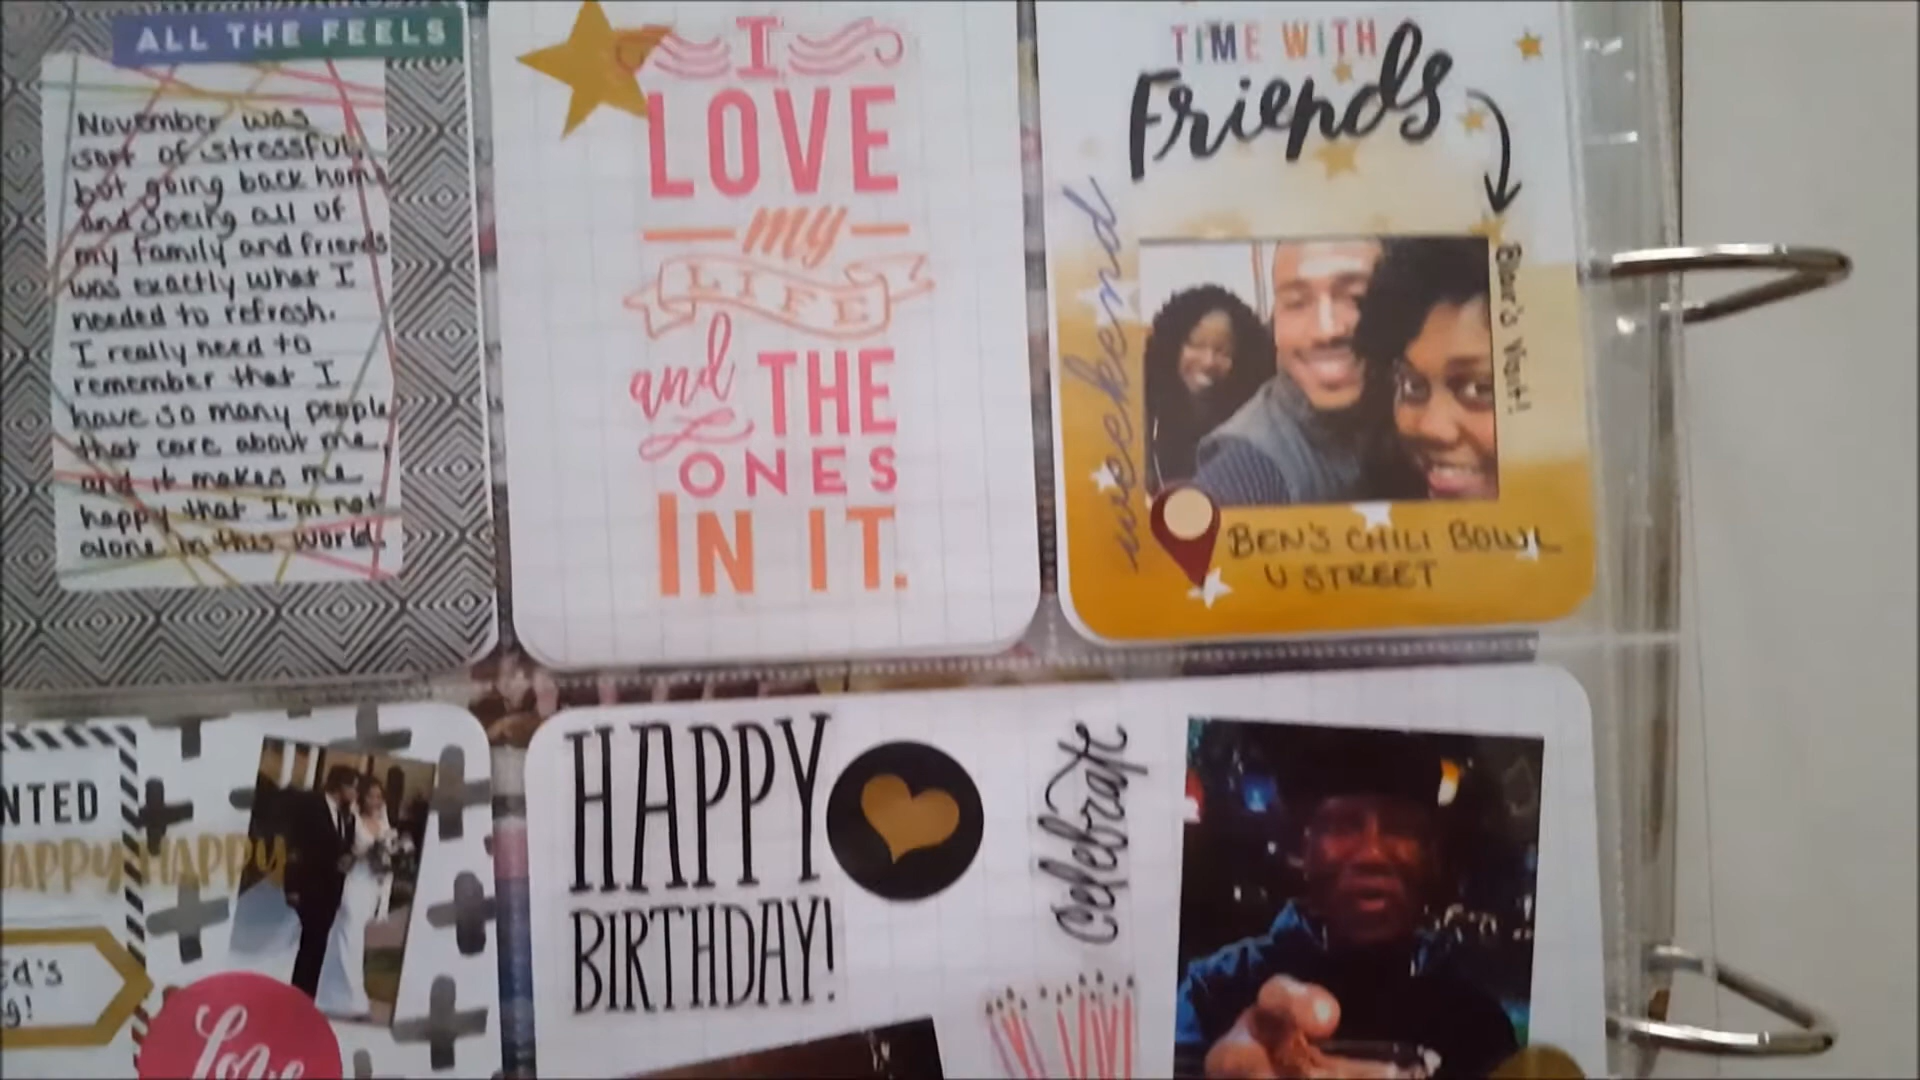 ALL THE FEELS
November was
sort of stressful,
but going back home
and seeing all of
my family and friends
was exactly what I
needed to refresh.
I really need to
remember that I
have so many people
that care about me,
and it makes me
happy that I'm not
alone in this world.
I
LOVE
my
LIFE
and THE
ONES
IN IT.
TIME WITH
Friends
weekend
Visit!
BEN'S CHILI BOWL
U STREET
NTED
HAPPY HAPPY
Ed's
g!
Love
HAPPY
BIRTHDAY!
celebrate